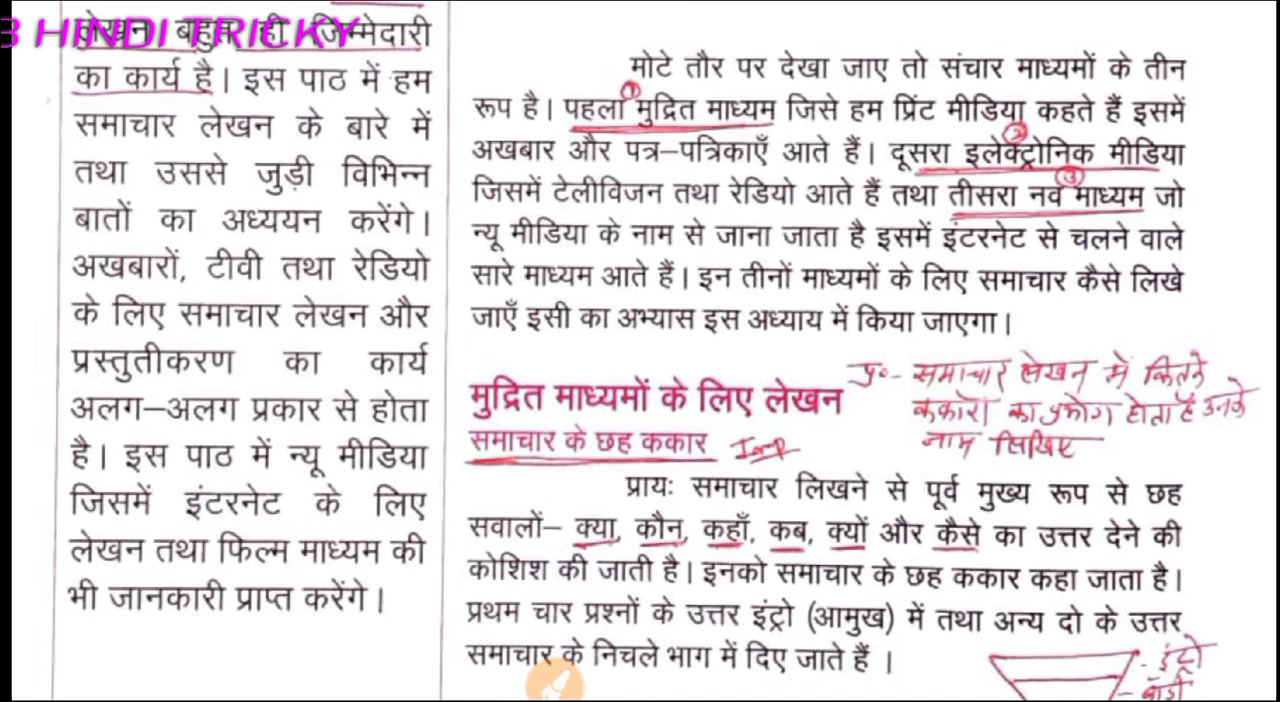 3 HINDI TRICKY
लेखन बहुत ही जिम्मेदारी
का कार्य है। इस पाठ में हम
समाचार लेखन के बारे में
तथा उससे जुड़ी विभिन्न
बातों का अध्ययन करेंगे।
अखबारों, टीवी तथा रेडियो
के लिए समाचार लेखन और
प्रस्तुतीकरण का कार्य
अलग–अलग प्रकार से होता
है। इस पाठ में न्यू मीडिया
जिसमें इंटरनेट के लिए
लेखन तथा फिल्म माध्यम की
भी जानकारी प्राप्त करेंगे।
मोटे तौर पर देखा जाए तो संचार माध्यमों के तीन
रूप है। पहला मुद्रित माध्यम जिसे हम प्रिंट मीडिया कहते हैं इसमें
अखबार और पत्र–पत्रिकाएँ आते हैं। दूसरा इलेक्ट्रोनिक मीडिया
जिसमें टेलीविजन तथा रेडियो आते हैं तथा तीसरा नव माध्यम जो
न्यू मीडिया के नाम से जाना जाता है इसमें इंटरनेट से चलने वाले
सारे माध्यम आते हैं। इन तीनों माध्यमों के लिए समाचार कैसे लिखे
जाएँ इसी का अभ्यास इस अध्याय में किया जाएगा।
मुद्रित माध्यमों के लिए लेखन
समाचार के छह ककार Imp
प्र०- समाचार लेखन में कितने
ककारों का प्रयोग होता है उनके
नाम लिखिए
प्रायः समाचार लिखने से पूर्व मुख्य रूप से छह
सवालों– क्या, कौन, कहाँ, कब, क्यों और कैसे का उत्तर देने की
कोशिश की जाती है। इनको समाचार के छह ककार कहा जाता है।
प्रथम चार प्रश्नों के उत्तर इंट्रो (आमुख) में तथा अन्य दो के उत्तर
समाचार के निचले भाग में दिए जाते हैं ।
- इंट्रो
- बॉडी